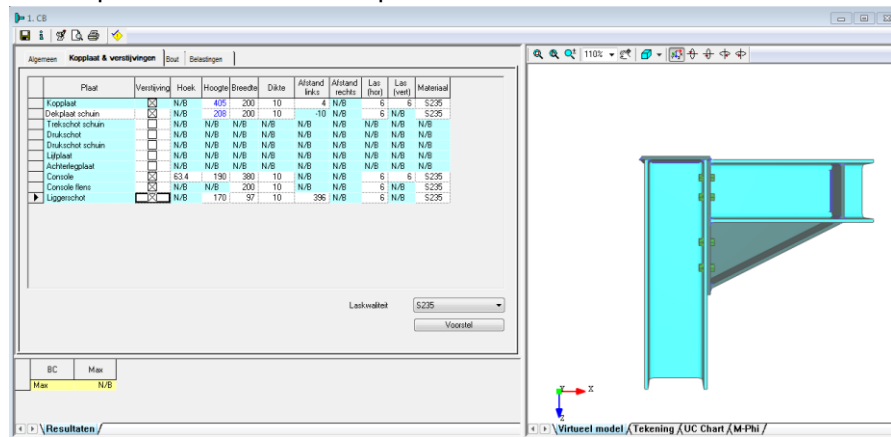 1. CB
110%
Algemeen Kopplaat & verstijvingen Bout Belastingen
Plaat Verstijving Hoek Hoogte Breedte Dikte Afstand links Afstand rechts Las (hor) Las (vert) Materiaal
Kopplaat N/B 405 200 10 4 N/B 6 6 S235
Dekplaat schuin N/B 208 200 10 -10 N/B 6 N/B S235
Trekschot schuin N/B N/B N/B N/B N/B N/B N/B N/B N/B
Drukschot N/B N/B N/B N/B N/B N/B N/B N/B N/B
Drukschot schuin N/B N/B N/B N/B N/B N/B N/B N/B N/B
Lijfplaat N/B N/B N/B N/B N/B N/B N/B N/B N/B
Achterlegplaat N/B N/B N/B N/B N/B N/B N/B N/B N/B
Console 63.4 190 380 10 N/B N/B 6 6 S235
Console flens N/B N/B 200 10 N/B N/B 6 N/B S235
Liggerschot N/B 170 97 10 396 N/B 6 N/B S235
Laskwaliteit S235
Voorstel
BC Max
Max N/B
X
Z
Resultaten
Virtueel model Tekening UC Chart M-Phi